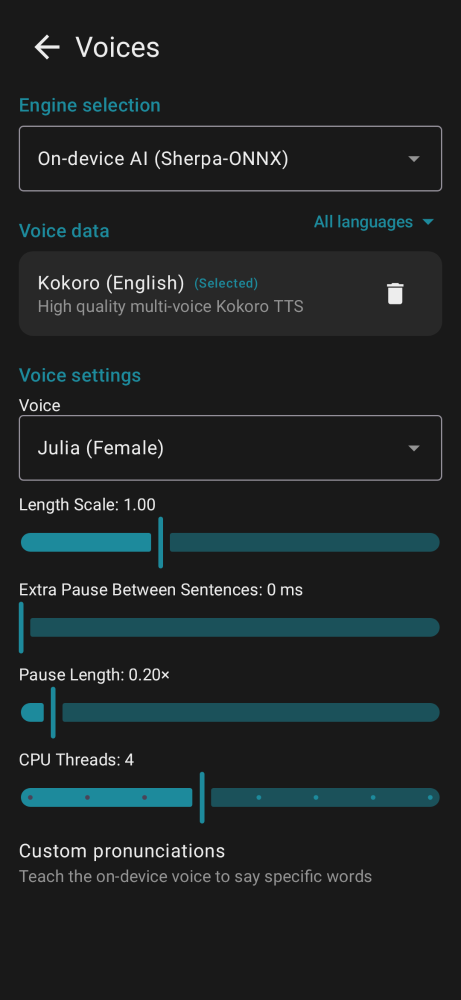 Voices
Engine selection
On-device AI (Sherpa-ONNX)
All languages
Voice data
Kokoro (English) (Selected)
High quality multi-voice Kokoro TTS
Voice settings
Voice
Julia (Female)
Length Scale: 1.00
Extra Pause Between Sentences: 0 ms
Pause Length: 0.20×
CPU Threads: 4
Custom pronunciations
Teach the on-device voice to say specific words